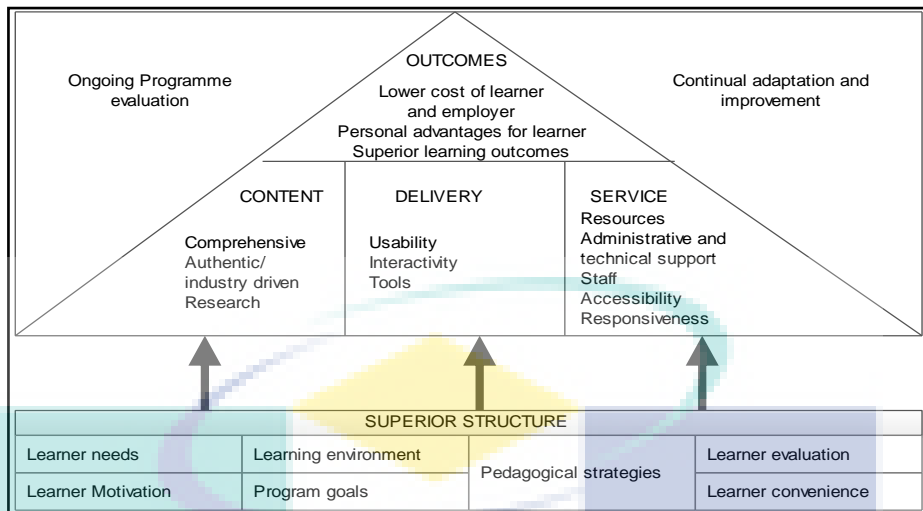 Ongoing Programme
evaluation
OUTCOMES
Lower cost of learner
and employer
Personal advantages for learner
Superior learning outcomes
Continual adaptation and
improvement
CONTENT
Comprehensive
Authentic/
industry driven
Research
DELIVERY
Usability
Interactivity
Tools
SERVICE
Resources
Administrative and
technical support
Staff
Accessibility
Responsiveness
SUPERIOR STRUCTURE
Learner needs
Learning environment
Pedagogical strategies
Learner evaluation
Learner Motivation
Program goals
Learner convenience